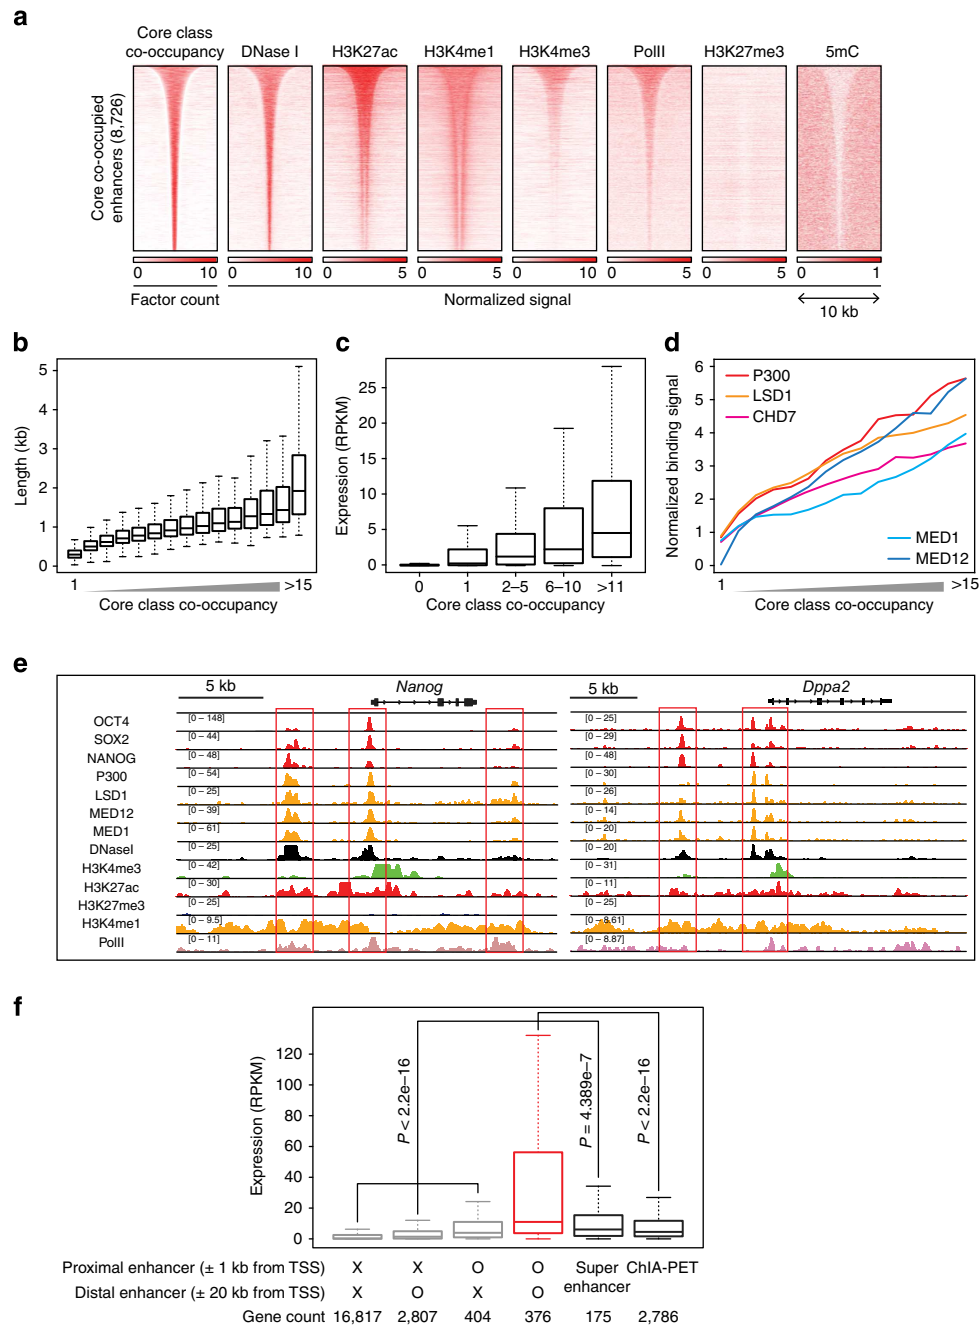 a
Core class
co-occupancy
DNase I
H3K27ac
H3K4me1
H3K4me3
PolII
H3K27me3
5mC
Core co-occupied
enhancers (8,726)
0 10
0 10
0 5
0 5
0 5
0 5
0 5
0 1
Factor count
Normalized signal
10 kb
b
Length (kb)
5
4
3
2
1
0
1
>15
Core class co-occupancy
c
Expression (RPKM)
25
20
15
10
5
0
0 1 2–5 6–10 >11
Core class co-occupancy
d
Normalized binding signal
6
5
4
3
2
1
0
P300
LSD1
CHD7
MED1
MED12
1
>15
Core class co-occupancy
e
5 kb
Nanog
5 kb
Dppa2
OCT4 [0 – 148] [0 – 25]
SOX2 [0 – 44] [0 – 29]
NANOG [0 – 48] [0 – 48]
P300 [0 – 54] [0 – 30]
LSD1 [0 – 25] [0 – 26]
MED12 [0 – 39] [0 – 14]
MED1 [0 – 61] [0 – 20]
DNaseI [0 – 25] [0 – 20]
H3K4me3 [0 – 42] [0 – 31]
H3K27ac [0 – 30] [0 – 11]
H3K27me3 [0 – 25] [0 – 25]
H3K4me1 [0 – 9.5] [0 – 8.61]
PolII [0 – 11] [0 – 8.87]
f
Expression (RPKM)
120
100
80
60
40
20
0
P < 2.2e–16
P = 4.389e–7
P < 2.2e–16
Proximal enhancer (± 1 kb from TSS) X X O O
Distal enhancer (± 20 kb from TSS) X O X O
Super
enhancer
ChIA-PET
Gene count 16,817 2,807 404 376 175 2,786